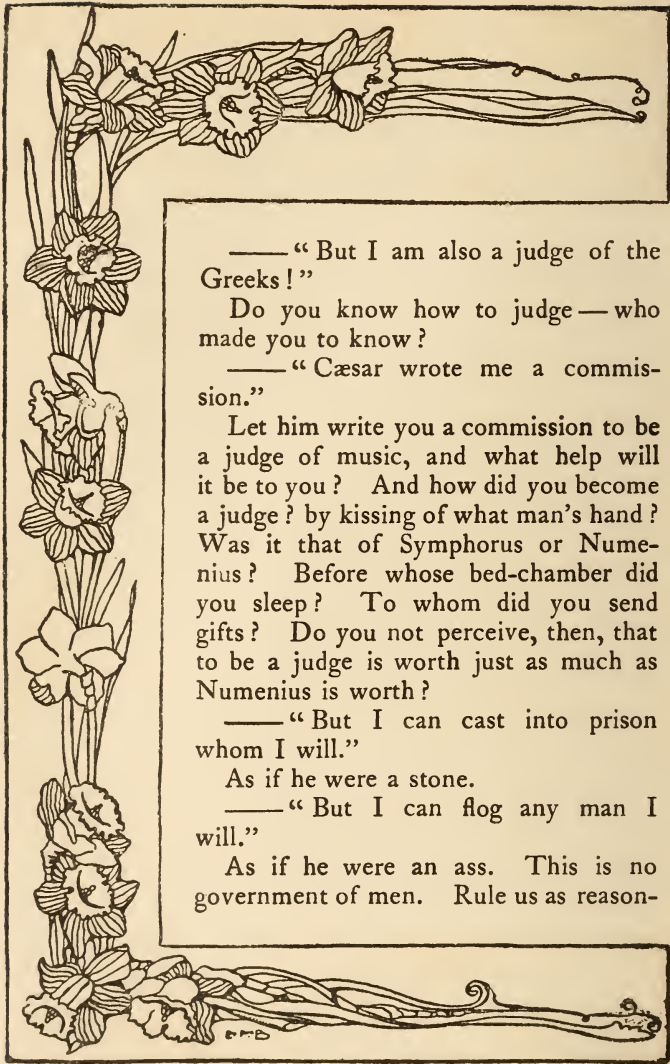 ——“ But I am also a judge of the
Greeks ! ”
Do you know how to judge — who
made you to know ?
——“ Cæsar wrote me a commis-
sion.”
Let him write you a commission to be
a judge of music, and what help will
it be to you ? And how did you become
a judge ? by kissing of what man’s hand ?
Was it that of Symphorus or Nume-
nius ? Before whose bed-chamber did
you sleep ? To whom did you send
gifts ? Do you not perceive, then, that
to be a judge is worth just as much as
Numenius is worth ?
——“ But I can cast into prison
whom I will.”
As if he were a stone.
——“ But I can flog any man I
will.”
As if he were an ass. This is no
government of men. Rule us as reason-